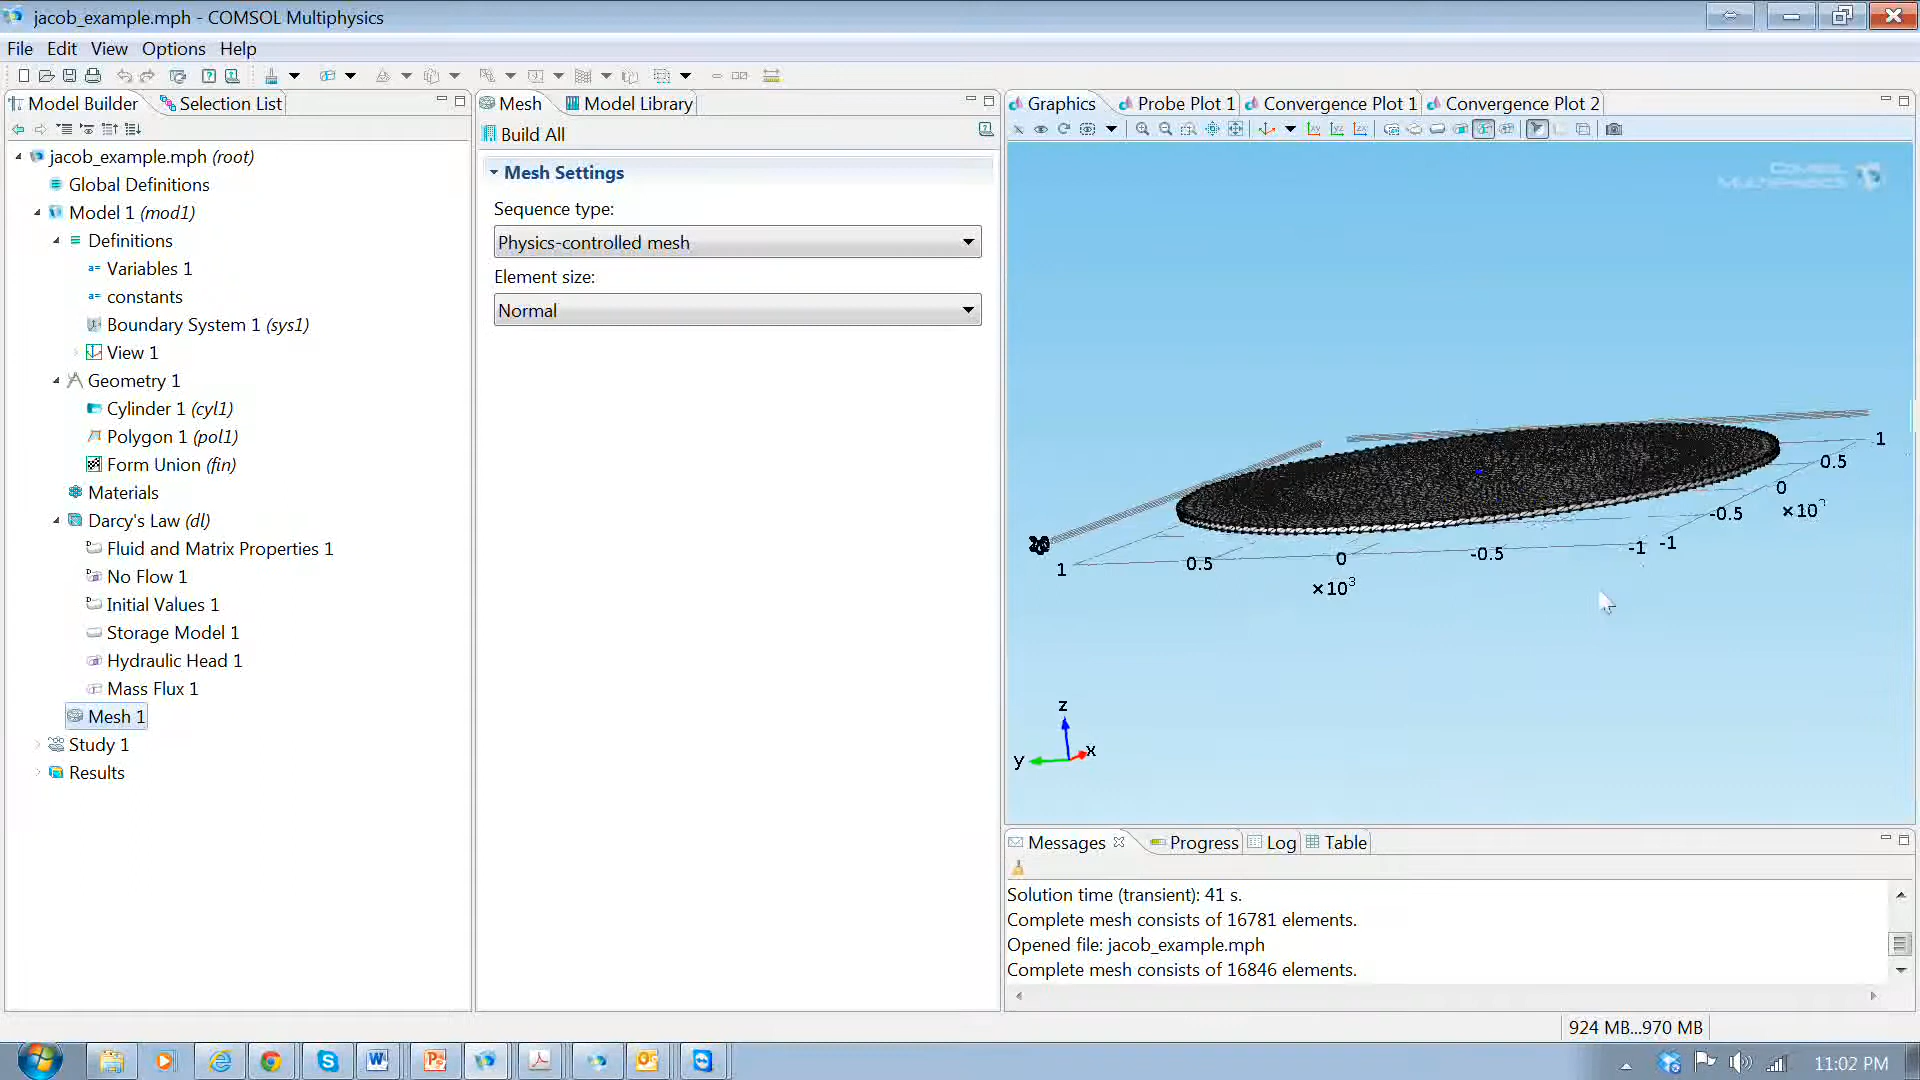 jacob_example.mph - COMSOL Multiphysics
File Edit View Options Help
Model Builder Selection List
jacob_example.mph (root)
Global Definitions
Model 1 (mod1)
Definitions
a= Variables 1
a= constants
Boundary System 1 (sys1)
View 1
Geometry 1
Cylinder 1 (cyl1)
Polygon 1 (pol1)
Form Union (fin)
Materials
Darcy's Law (dl)
Fluid and Matrix Properties 1
No Flow 1
Initial Values 1
Storage Model 1
Hydraulic Head 1
Mass Flux 1
Mesh 1
Study 1
Results
Mesh Model Library
Build All
Mesh Settings
Sequence type:
Physics-controlled mesh
Element size:
Normal
Graphics Probe Plot 1 Convergence Plot 1 Convergence Plot 2
COMSOL
MULTIPHYSICS
1
0.5
0
-0.5
×10
-1
1
0.5
0
-0.5
-1
×10³
z
y
x
Messages Progress Log Table
Solution time (transient): 41 s.
Complete mesh consists of 16781 elements.
Opened file: jacob_example.mph
Complete mesh consists of 16846 elements.
924 MB...970 MB
11:02 PM